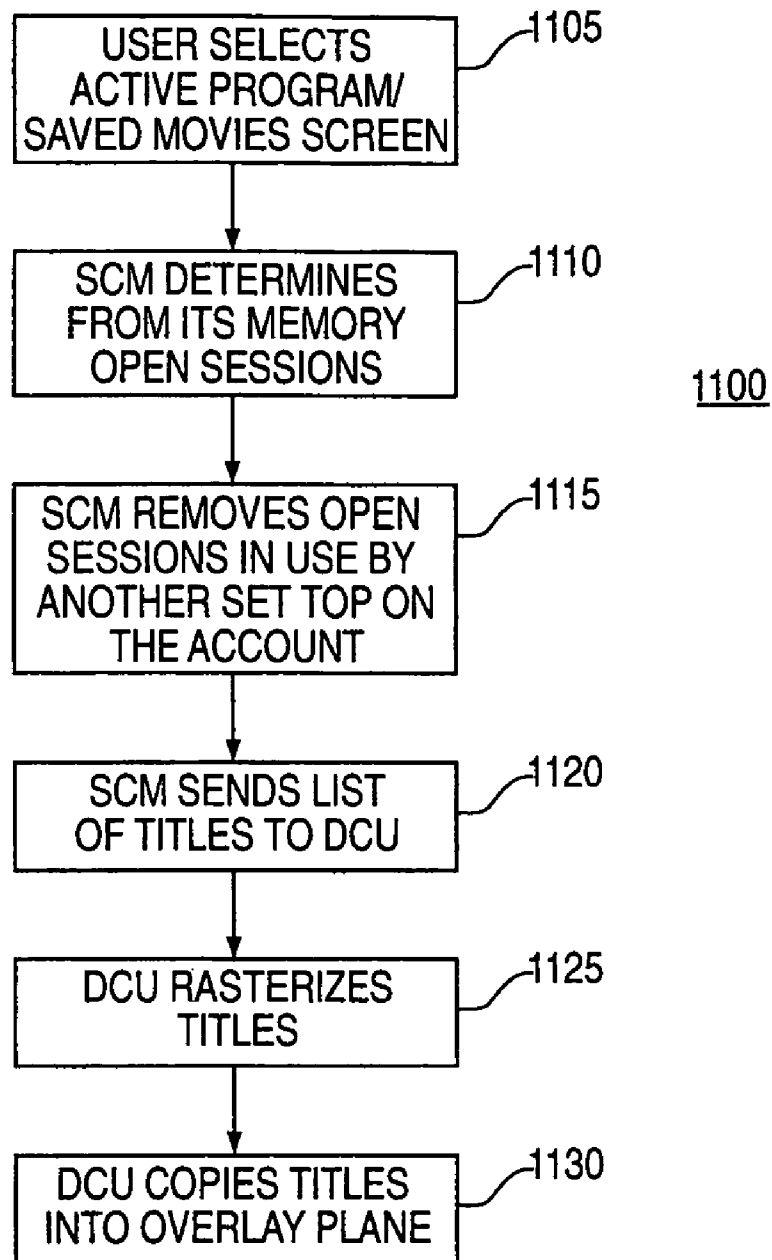 USER SELECTS
ACTIVE PROGRAM/
SAVED MOVIES SCREEN
1105
SCM DETERMINES
FROM ITS MEMORY
OPEN SESSIONS
1110
1100
SCM REMOVES OPEN
SESSIONS IN USE BY
ANOTHER SET TOP ON
THE ACCOUNT
1115
SCM SENDS LIST
OF TITLES TO DCU
1120
DCU RASTERIZES
TITLES
1125
DCU COPIES TITLES
INTO OVERLAY PLANE
1130